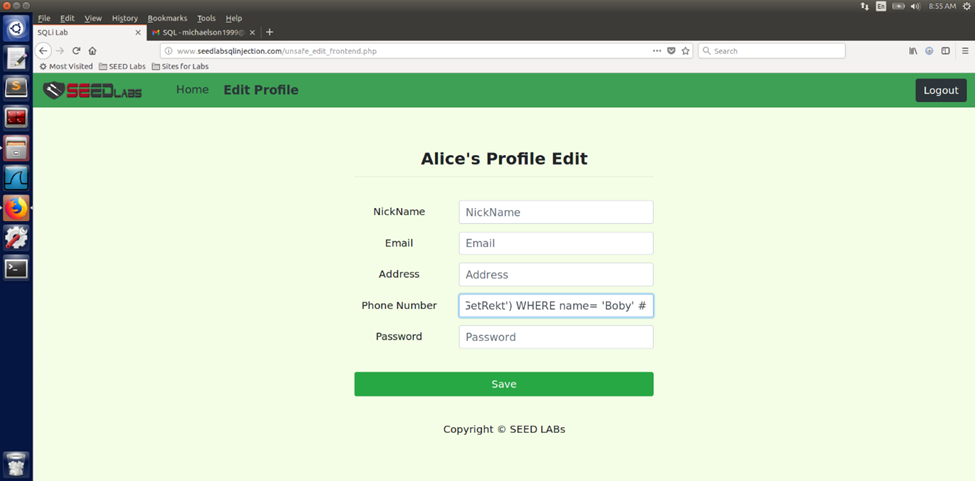 File Edit View History Bookmarks Tools Help
En 8:55 AM
SQLi Lab × SQL - michaelson1999@ × +
www.seedlabsqlinjection.com/unsafe_edit_frontend.php Search
Most Visited SEED Labs Sites for Labs
SEEDLABS Home Edit Profile Logout
Alice's Profile Edit
NickName NickName
Email Email
Address Address
Phone Number GetRekt') WHERE name= 'Boby' #
Password Password
Save
Copyright © SEED LABs